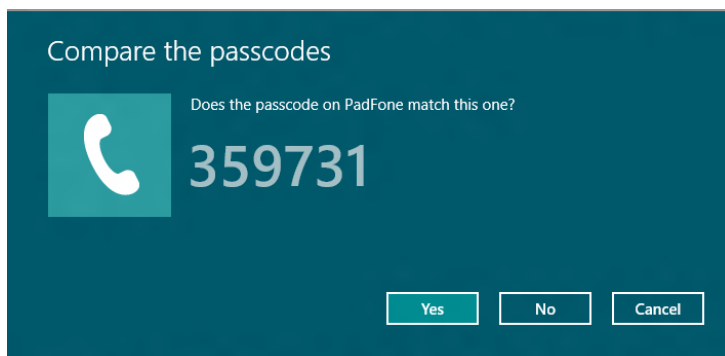 Compare the passcodes
Does the passcode on PadFone match this one?
359731
Yes No Cancel